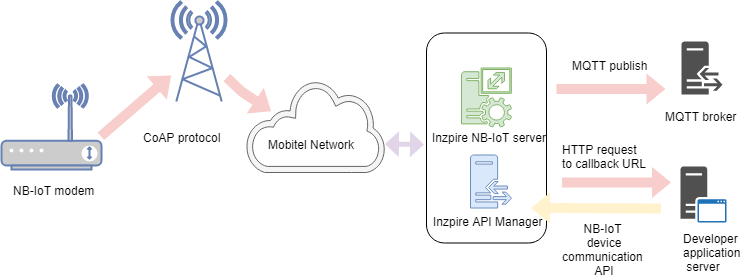 NB-IoT modem
CoAP protocol
Mobitel Network
Inzpire NB-IoT server
Inzpire API Manager
MQTT publish
MQTT broker
HTTP request
to callback URL
NB-IoT
device
communication
API
Developer
application
server